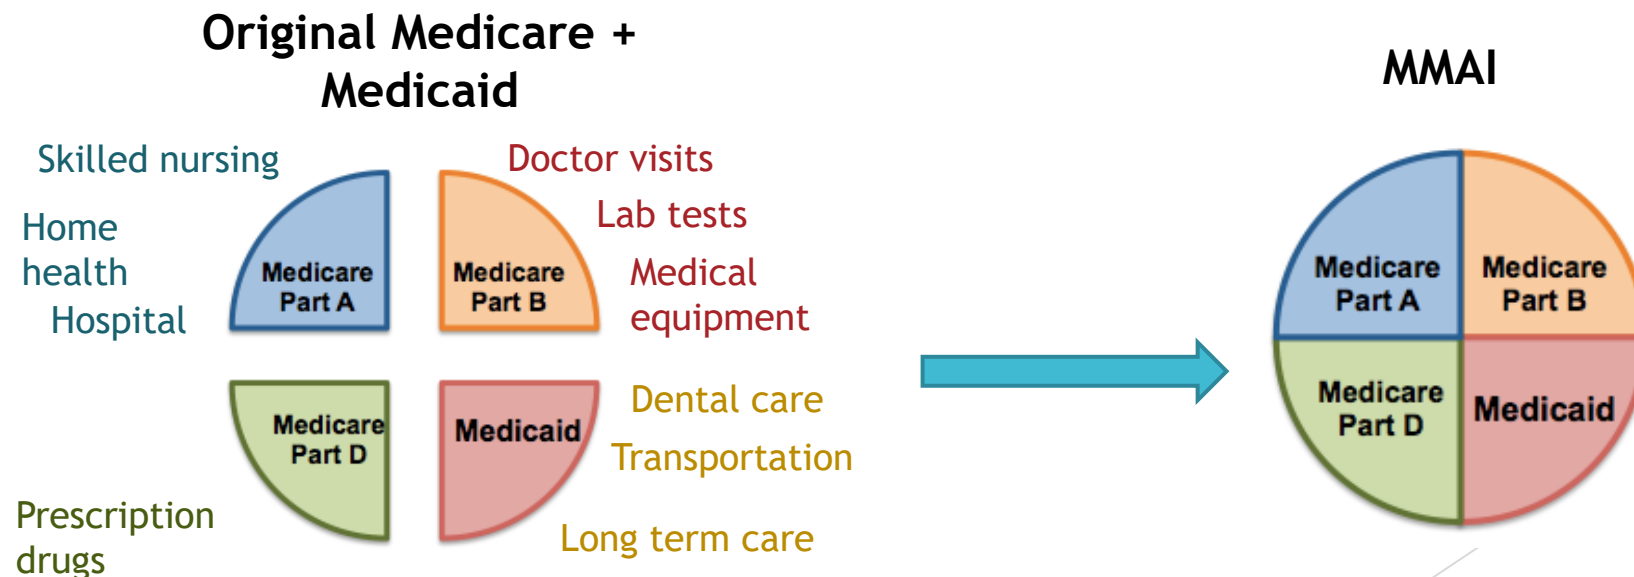 Original Medicare +
Medicaid
MMAI
Skilled nursing
Home
health
Hospital
Medicare
Part A
Medicare
Part B
Doctor visits
Lab tests
Medical
equipment
Medicare
Part D
Medicaid
Prescription
drugs
Dental care
Transportation
Long term care
Medicare
Part A
Medicare
Part B
Medicare
Part D
Medicaid